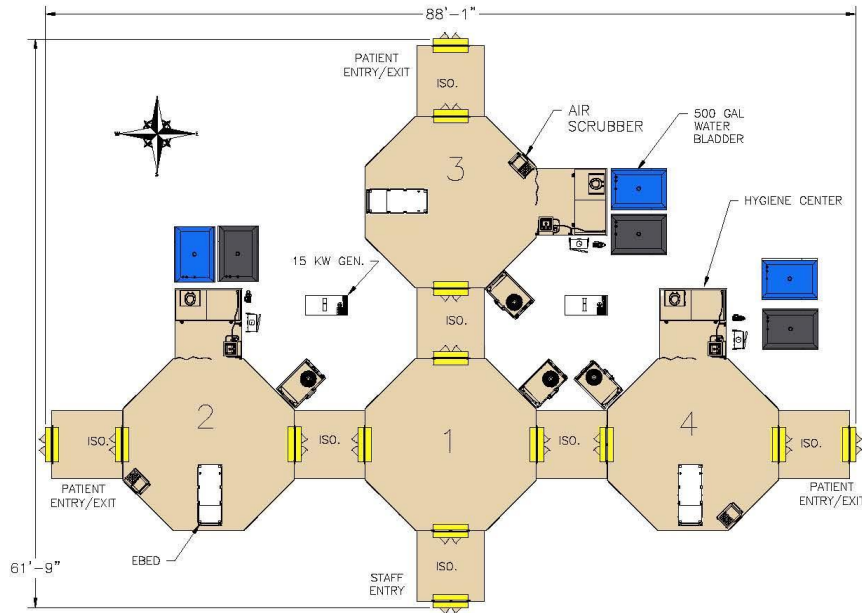 88'-1"
PATIENT
ENTRY/EXIT
ISO.
AIR
SCRUBBER
500 GAL
WATER
BLADDER
3
HYGIENE CENTER
15 KW GEN.
ISO.
2
1
4
ISO.
ISO.
ISO.
ISO.
PATIENT
ENTRY/EXIT
PATIENT
ENTRY/EXIT
EBED
61'-9"
STAFF
ENTRY
ISO.